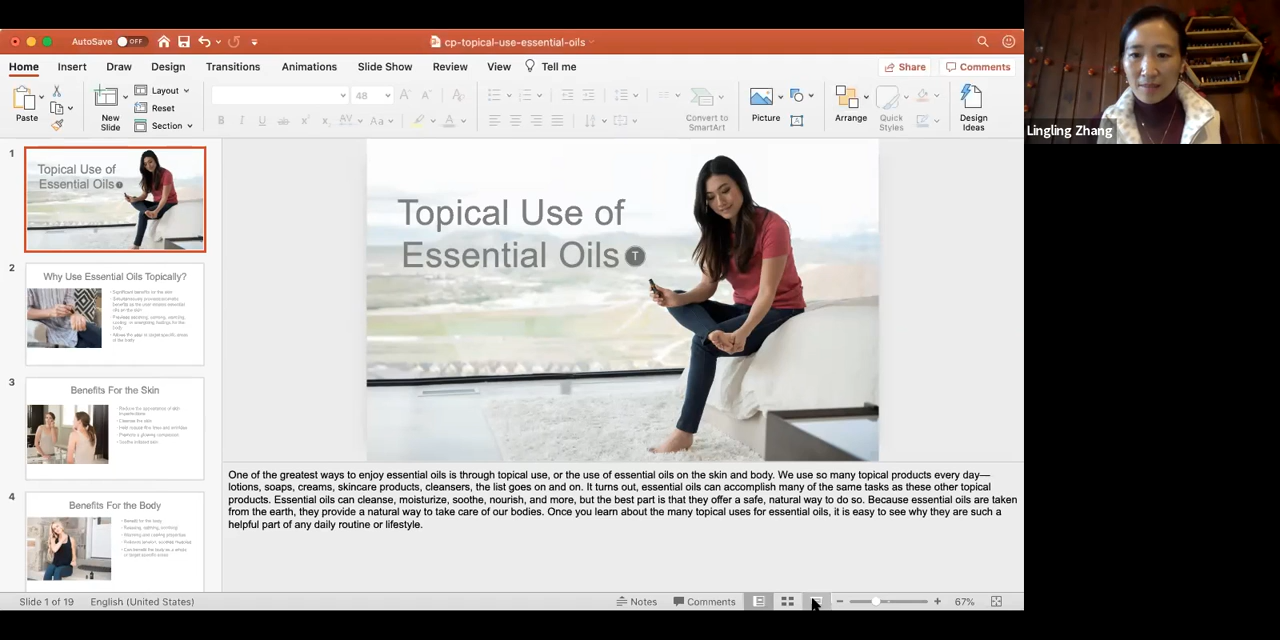 AutoSave OFF
cp-topical-use-essential-oils
Home Insert Draw Design Transitions Animations Slide Show Review View Tell me
Share Comments
Paste
New Slide
Layout
Reset
Section
48
Convert to SmartArt
Picture
Arrange
Quick Styles
Design Ideas
Lingling Zhang
1
Topical Use of
Essential Oils
2
Why Use Essential Oils Topically?
3
Benefits For the Skin
4
Benefits For the Body
Topical Use of
Essential Oils T
One of the greatest ways to enjoy essential oils is through topical use, or the use of essential oils on the skin and body. We use so many topical products every day—
lotions, soaps, creams, skincare products, cleansers, the list goes on and on. It turns out, essential oils can accomplish many of the same tasks as these other topical
products. Essential oils can cleanse, moisturize, soothe, nourish, and more, but the best part is that they offer a safe, natural way to do so. Because essential oils are taken
from the earth, they provide a natural way to take care of our bodies. Once you learn about the many topical uses for essential oils, it is easy to see why they are such a
helpful part of any daily routine or lifestyle.
Slide 1 of 19 English (United States) Notes Comments 67%